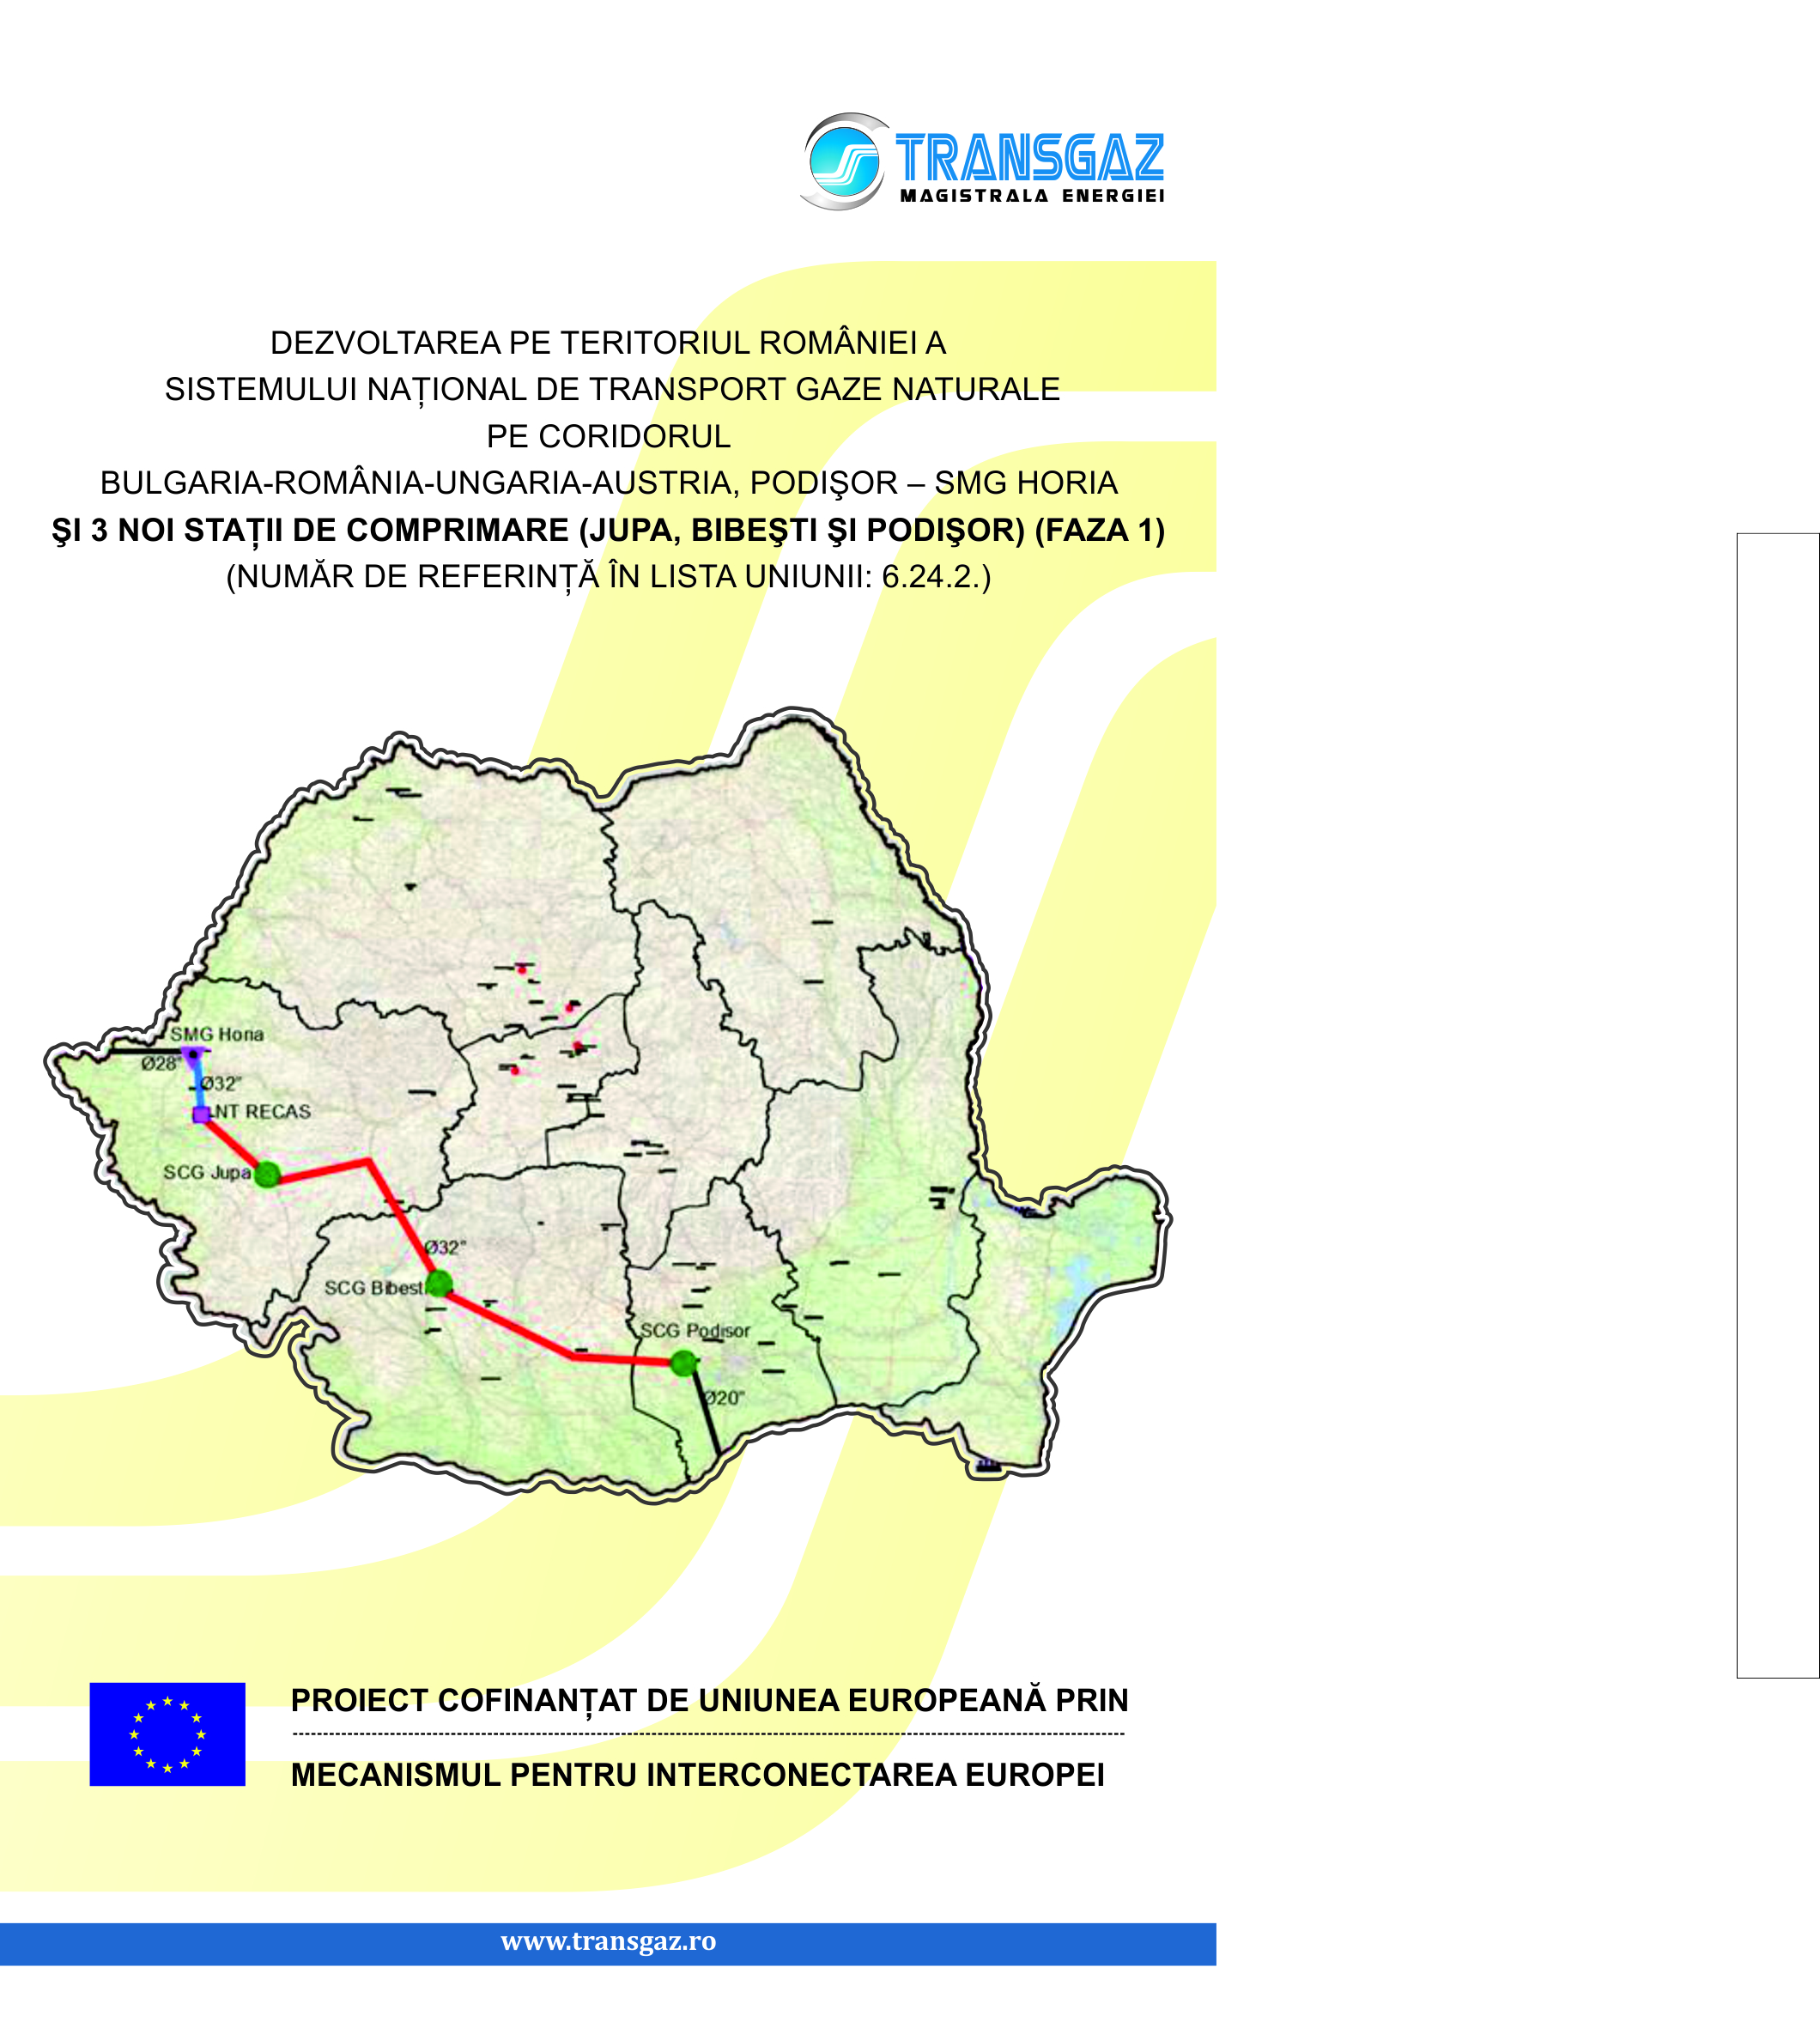 TRANSGAZ
MAGISTRALA ENERGIEI
DEZVOLTAREA PE TERITORIUL ROMÂNIEI A
SISTEMULUI NAȚIONAL DE TRANSPORT GAZE NATURALE
PE CORIDORUL
BULGARIA-ROMÂNIA-UNGARIA-AUSTRIA, PODIŞOR – SMG HORIA
ŞI 3 NOI STAȚII DE COMPRIMARE (JUPA, BIBEŞTI ŞI PODIŞOR) (FAZA 1)
(NUMĂR DE REFERINȚĂ ÎN LISTA UNIUNII: 6.24.2.)
SMG Horia
Ø28"
Ø32"
NT RECAS
SCG Jupa
Ø32"
SCG Bibesti
SCG Podisor
Ø20"
PROIECT COFINANȚAT DE UNIUNEA EUROPEANĂ PRIN
MECANISMUL PENTRU INTERCONECTAREA EUROPEI
www.transgaz.ro